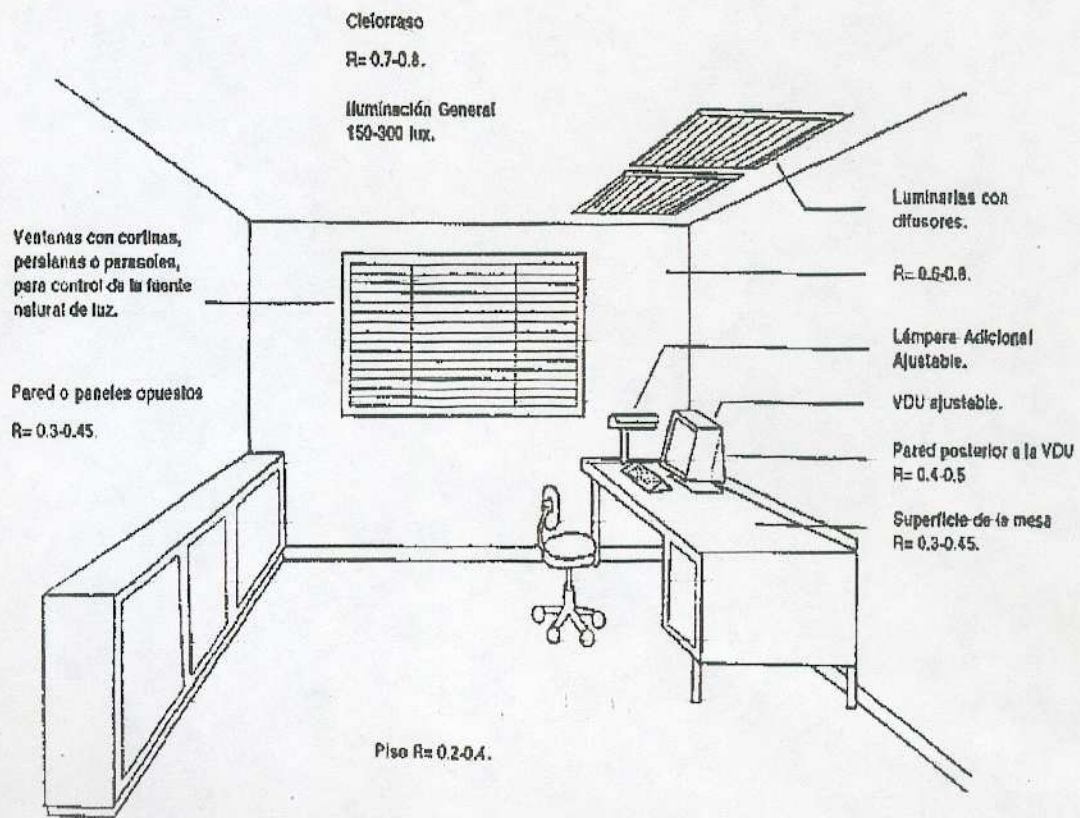 Cieforraso
R= 0.7-0.8.
Iluminación General
150-300 lux.
Ventanas con cortinas,
persianas ó parasoles,
para control de la fuente
natural de luz.
Pared o paneles opuestos
R= 0.3-0.45.
Luminarias con
difusores.
R= 0.6-0.8.
Lámpara Adicional
Ajustable.
VDU ajustable.
Pared posterior a la VDU
R= 0.4-0.5
Superficie de la mesa
R= 0.3-0.45.
Piso R= 0.2-0.4.